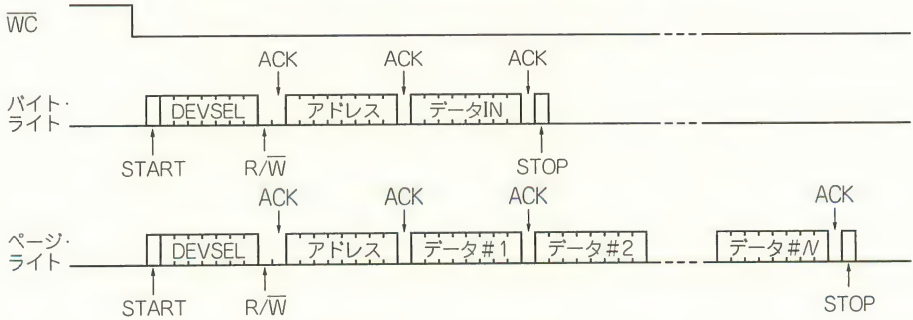 W̅C̅
ACK ACK ACK
バイト・
ライト
DEVSEL アドレス データIN
START R/W̅ STOP
ACK ACK ACK ACK
ページ・
ライト
DEVSEL アドレス データ#1 データ#2 データ#N
START R/W̅ STOP